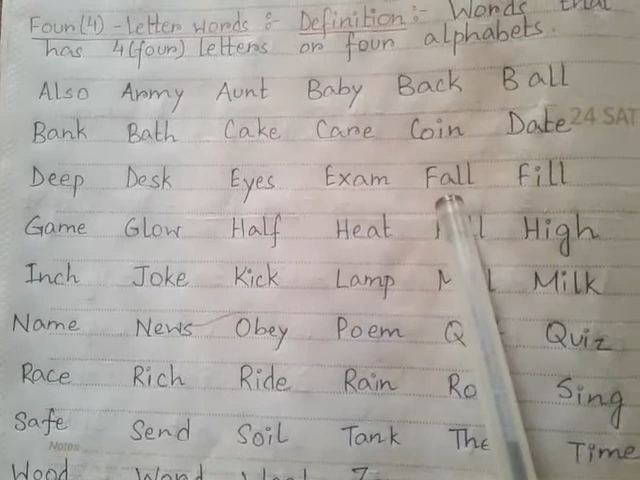 Four(4)-letter words :- Definition :- Words that
has 4(four) letters or four alphabets.
Also Army Aunt Baby Back Ball
Bank Bath Cake Care Coin Date 24 SAT
Deep Desk Eyes Exam Fall Fill
Game Glow Half Heat High
Inch Joke Kick Lamp Milk
Name News Obey Poem Quiz
Race Rich Ride Rain Sing
Safe Send Soil Tank Time
Notes
Wood Word